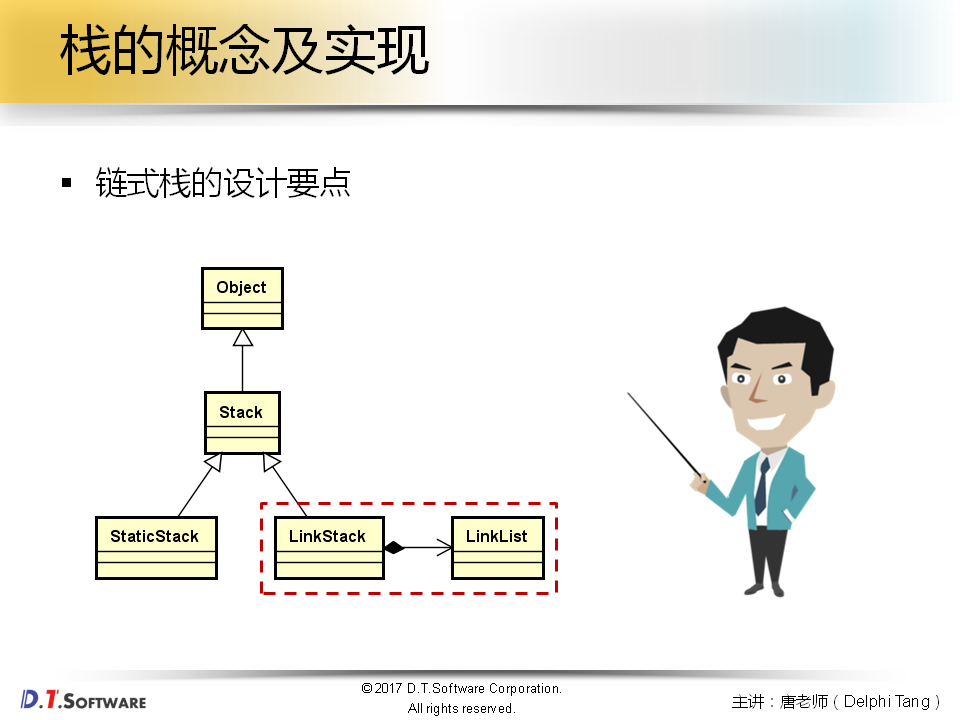 栈的概念及实现
▪ 链式栈的设计要点
Object
Stack
StaticStack
LinkStack
LinkList
D.T.SOFTWARE
©2017 D.T.Software Corporation.
All rights reserved.
主讲：唐老师（Delphi Tang）